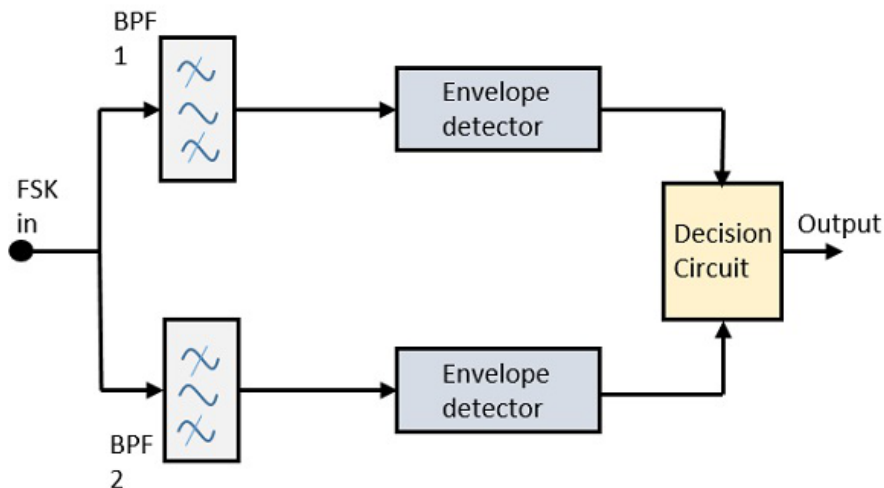 BPF
1
Envelope
detector
FSK
in
Decision
Circuit
Output
Envelope
detector
BPF
2